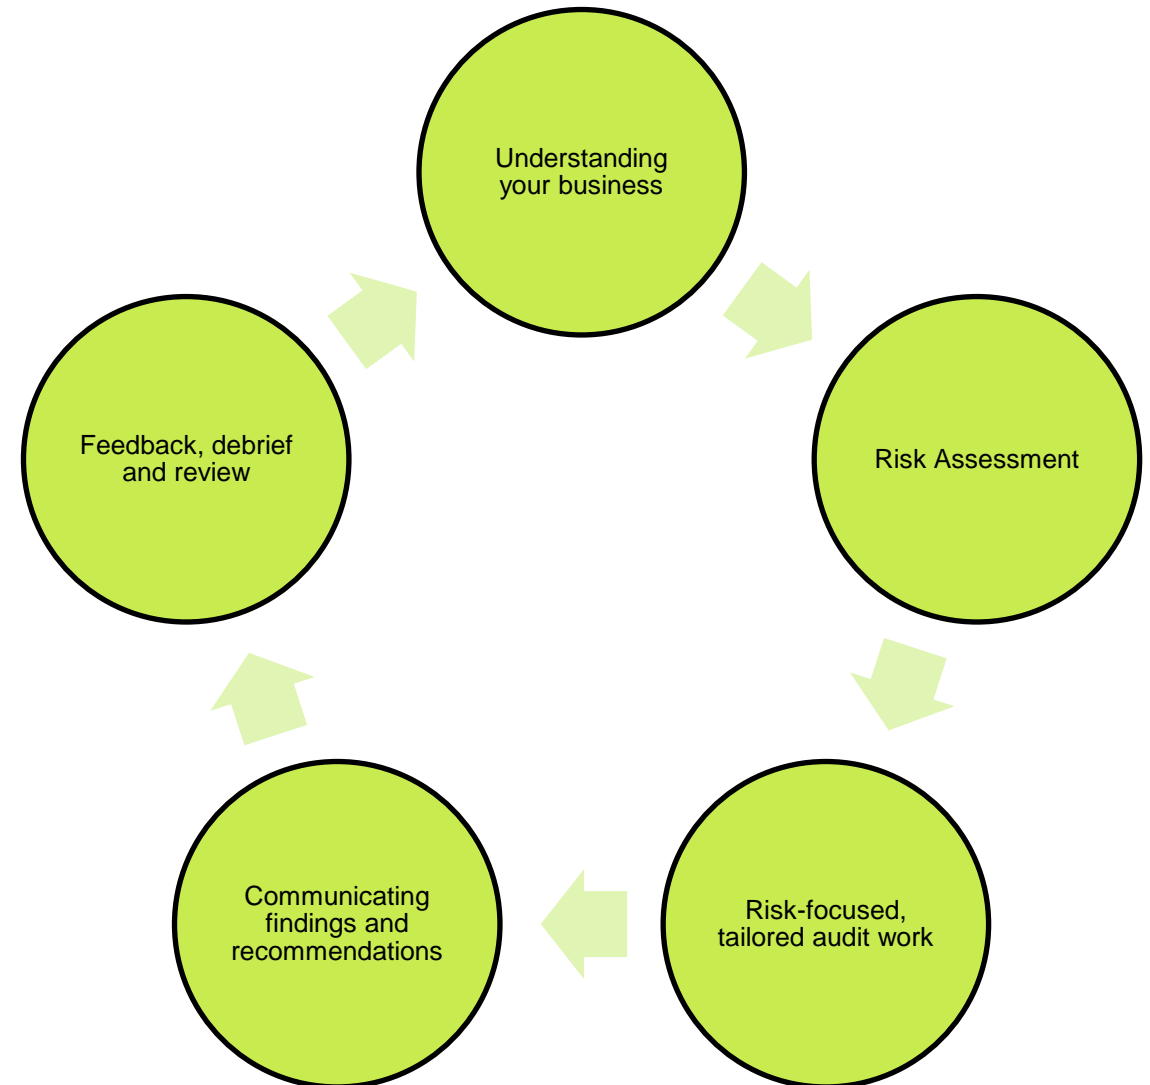 Understanding
your business
Risk Assessment
Risk-focused,
tailored audit work
Communicating
findings and
recommendations
Feedback, debrief
and review